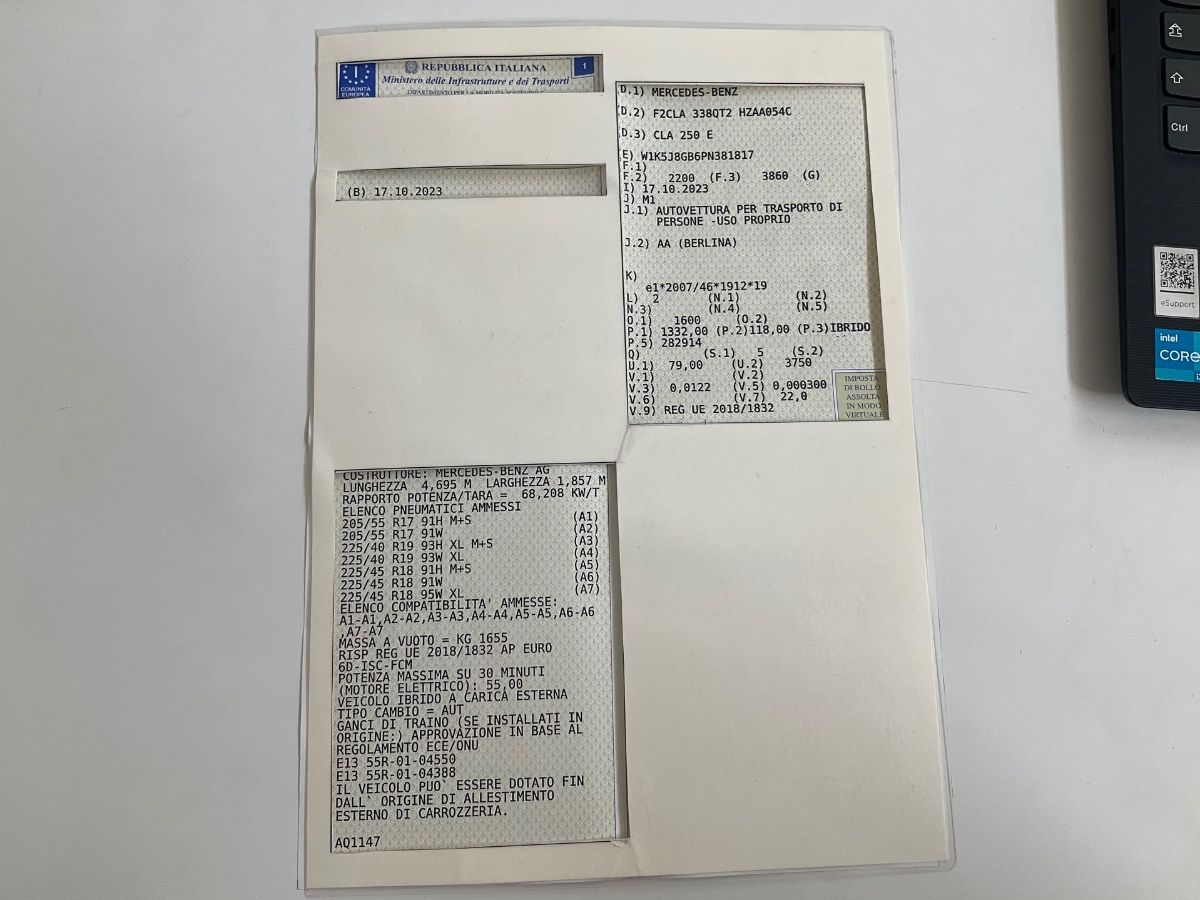 REPUBBLICA ITALIANA
Ministero delle Infrastrutture e dei Trasporti
1
I
COMUNITÀ
EUROPEA
DIPARTIMENTO PER LA MOBILITÀ SOSTENIBILE
(B) 17.10.2023
(D.1) MERCEDES-BENZ
(D.2) F2CLA 338QT2 HZAA054C
(D.3) CLA 250 E
(E) W1K5J8GB6PN381817
F.1)
F.2) 2200 (F.3) 3860 (G)
I) 17.10.2023
J) M1
J.1) AUTOVETTURA PER TRASPORTO DI
PERSONE -USO PROPRIO
J.2) AA (BERLINA)
K)
e1*2007/46*1912*19
L) 2 (N.1) (N.2)
N.3) (N.4) (N.5)
O.1) 1600 (O.2)
P.1) 1332,00 (P.2)118,00 (P.3)IBRIDO
P.5) 282914
Q) (S.1) 5 (S.2)
U.1) 79,00 (U.2) 3750
V.1) (V.2)
V.3) 0,0122 (V.5) 0,000300
V.6) (V.7) 22,0
V.9) REG UE 2018/1832
IMPOSTA
DI BOLLO
ASSOLTA
IN MODO
VIRTUALE
COSTRUTTORE: MERCEDES-BENZ AG
LUNGHEZZA 4,695 M LARGHEZZA 1,857 M
RAPPORTO POTENZA/TARA = 68,208 KW/T
ELENCO PNEUMATICI AMMESSI
205/55 R17 91H M+S (A1)
205/55 R17 91W (A2)
225/40 R19 93H XL M+S (A3)
225/40 R19 93W XL (A4)
225/45 R18 91H M+S (A5)
225/45 R18 91W (A6)
225/45 R18 95W XL (A7)
ELENCO COMPATIBILITA' AMMESSE:
A1-A1,A2-A2,A3-A3,A4-A4,A5-A5,A6-A6
,A7-A7
MASSA A VUOTO = KG 1655
RISP REG UE 2018/1832 AP EURO
6D-ISC-FCM
POTENZA MASSIMA SU 30 MINUTI
(MOTORE ELETTRICO): 55,00
VEICOLO IBRIDO A CARICA ESTERNA
TIPO CAMBIO = AUT
GANCI DI TRAINO (SE INSTALLATI IN
ORIGINE:) APPROVAZIONE IN BASE AL
REGOLAMENTO ECE/ONU
E13 55R-01-04550
E13 55R-01-04388
IL VEICOLO PUO` ESSERE DOTATO FIN
DALL` ORIGINE DI ALLESTIMENTO
ESTERNO DI CARROZZERIA.
AQ1147
Ctrl
eSupport
intel
CORE